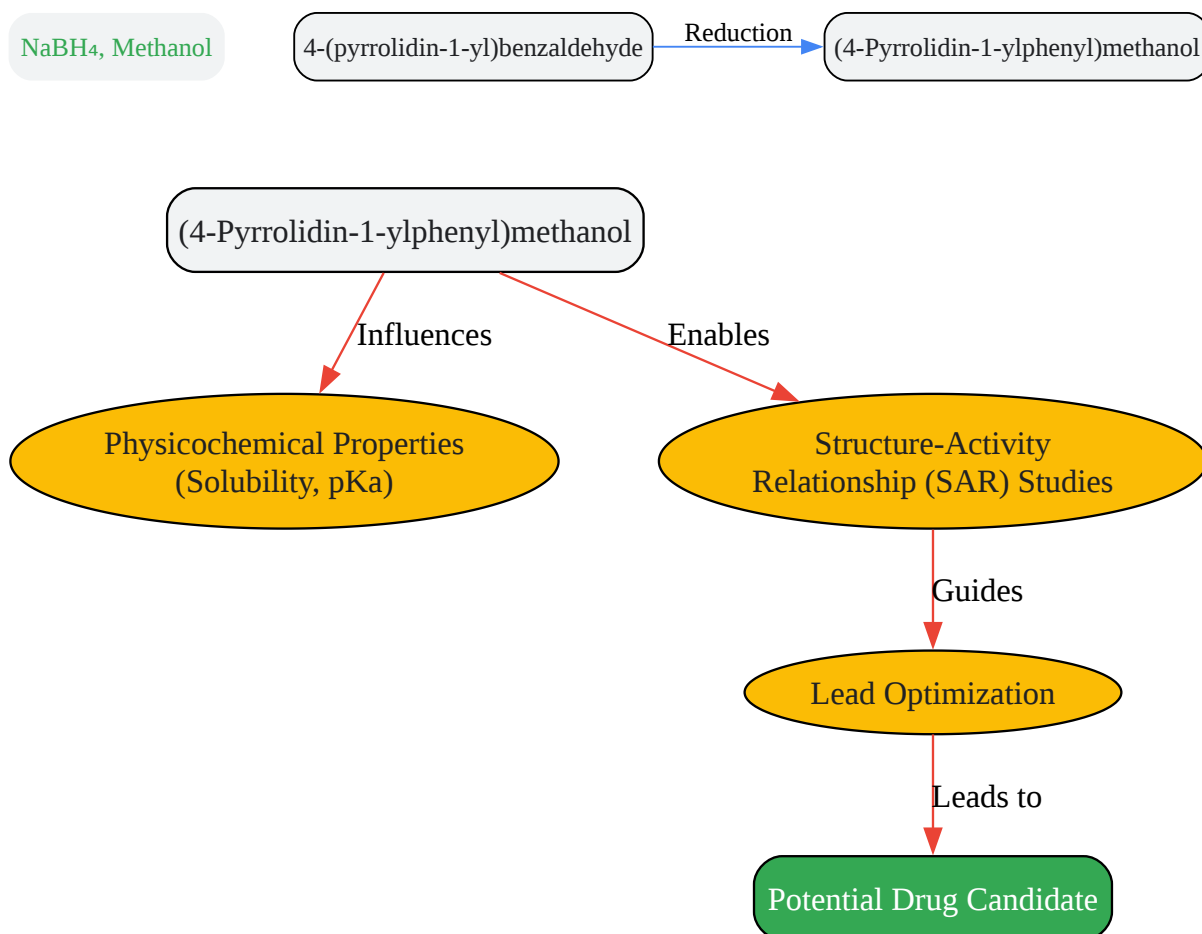 NaBH₄, Methanol
4-(pyrrolidin-1-yl)benzaldehyde
Reduction
(4-Pyrrolidin-1-ylphenyl)methanol
(4-Pyrrolidin-1-ylphenyl)methanol
Influences
Enables
Physicochemical Properties
(Solubility, pKa)
Structure-Activity
Relationship (SAR) Studies
Guides
Lead Optimization
Leads to
Potential Drug Candidate